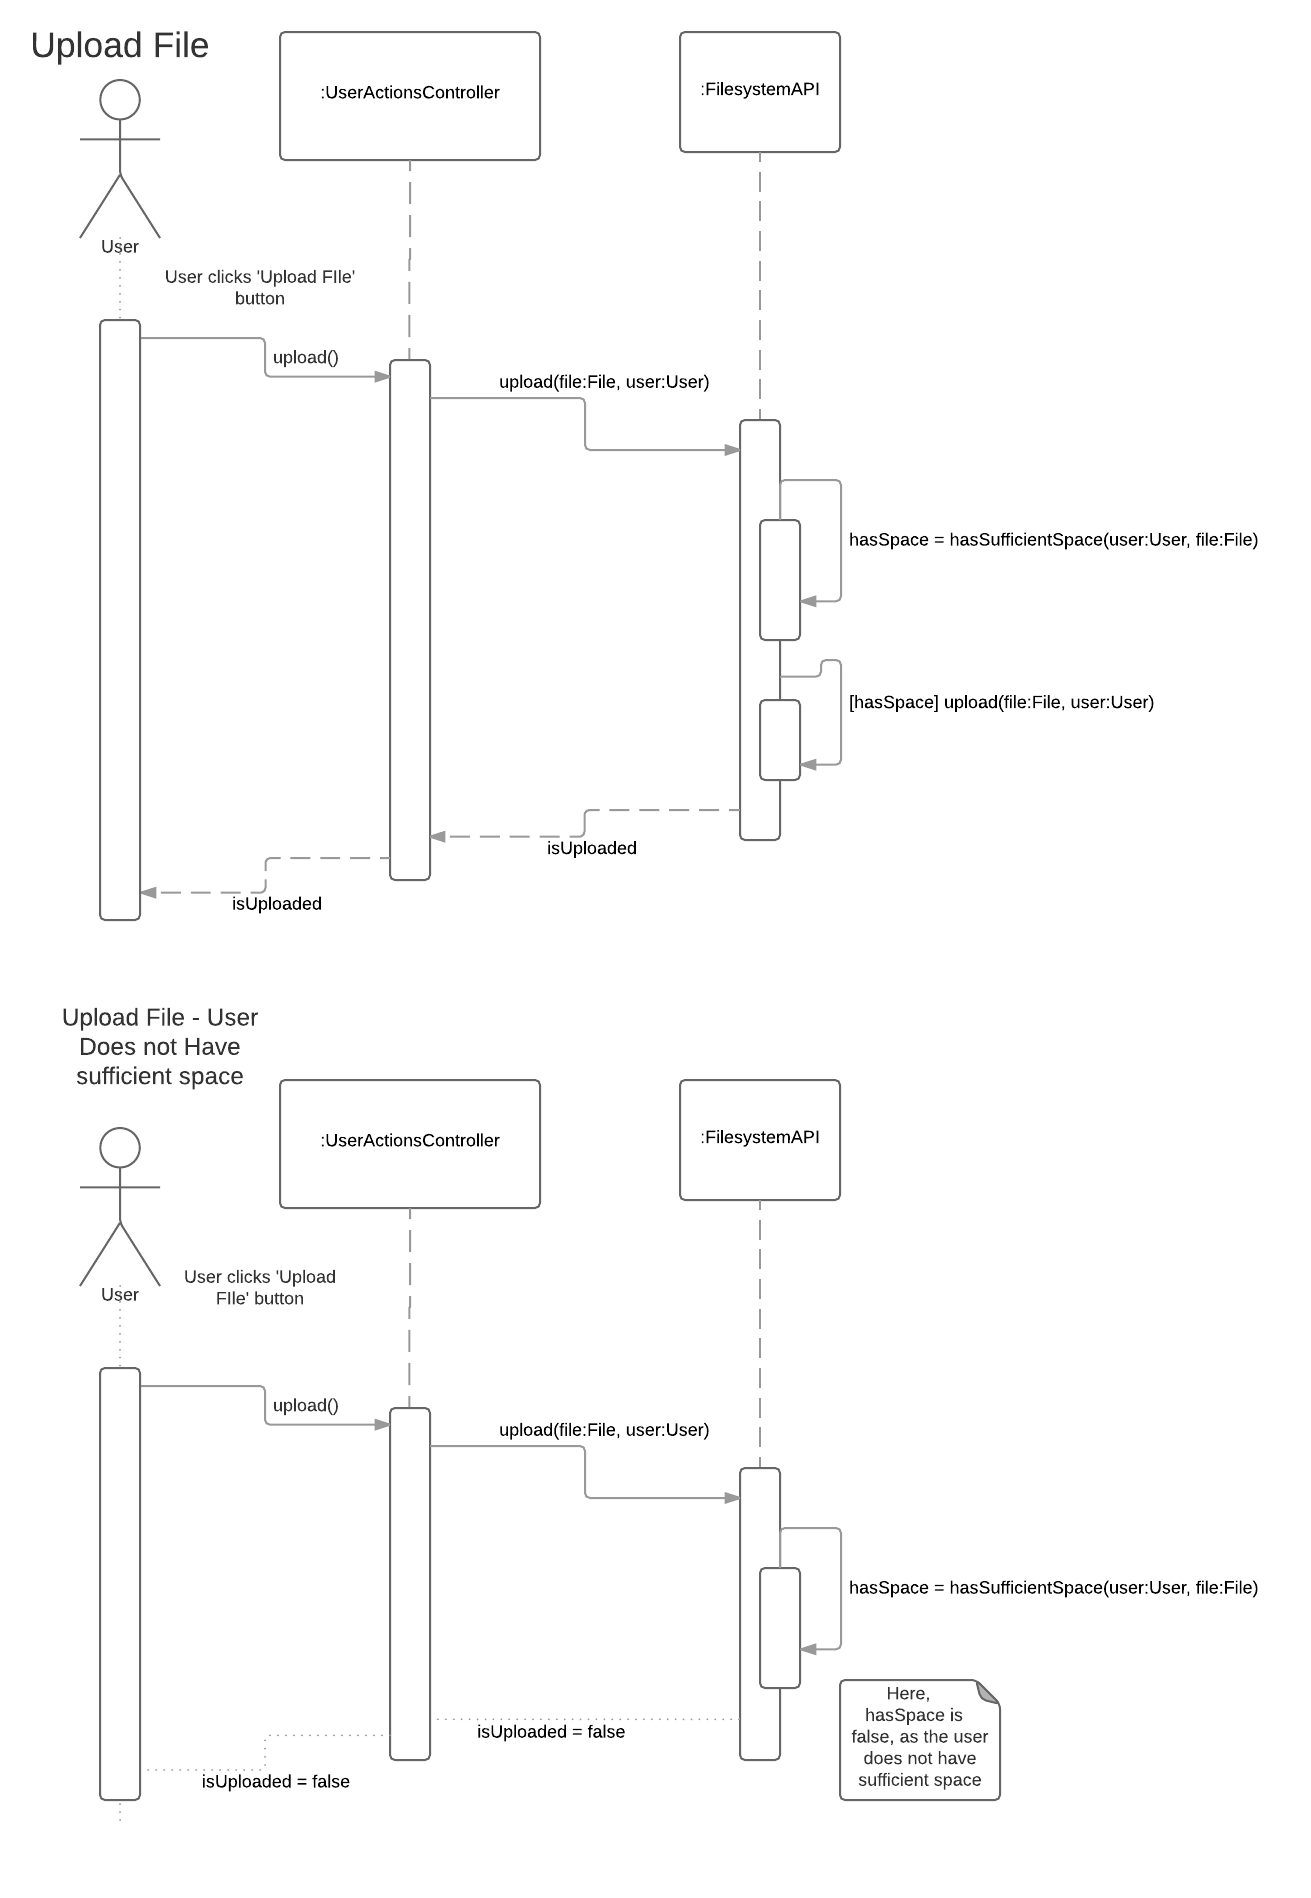 Upload File
:UserActionsController
:FilesystemAPI
User
User clicks 'Upload FIle'
button
upload()
upload(file:File, user:User)
hasSpace = hasSufficientSpace(user:User, file:File)
[hasSpace] upload(file:File, user:User)
isUploaded
isUploaded
Upload File - User
Does not Have
sufficient space
:UserActionsController
:FilesystemAPI
User
User clicks 'Upload
FIle' button
upload()
upload(file:File, user:User)
hasSpace = hasSufficientSpace(user:User, file:File)
Here,
hasSpace is
false, as the user
does not have
sufficient space
isUploaded = false
isUploaded = false